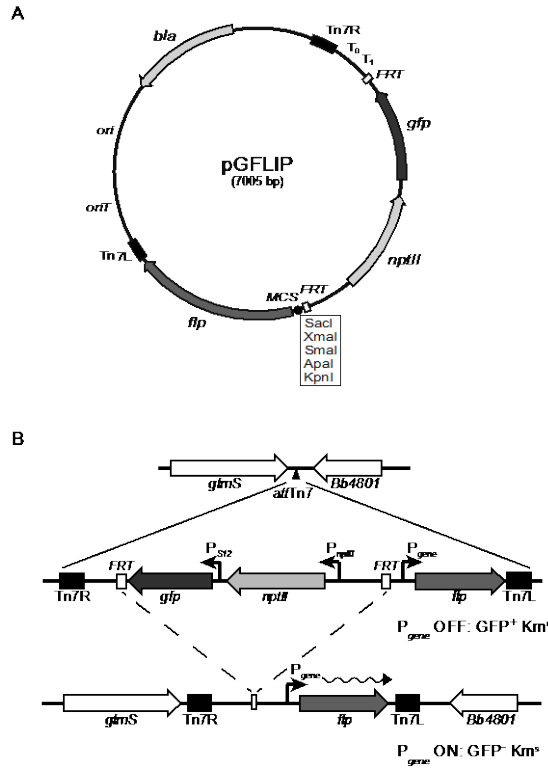 A
bla
Tn7R
T0
T1
FRT
gfp
ori
pGFLIP
(7005 bp)
oriT
Tn7L
nptII
MCS
FRT
flp
SacI
XmaI
SmaI
ApaI
KpnI
B
glmS
attTn7
Bb4801
FRT
PS12
PnptII
FRT
Pgene
Tn7R
gfp
nptII
flp
Tn7L
Pgene OFF: GFP+ Kmr
Pgene
glmS
Tn7R
flp
Tn7L
Bb4801
Pgene ON: GFP- Kms